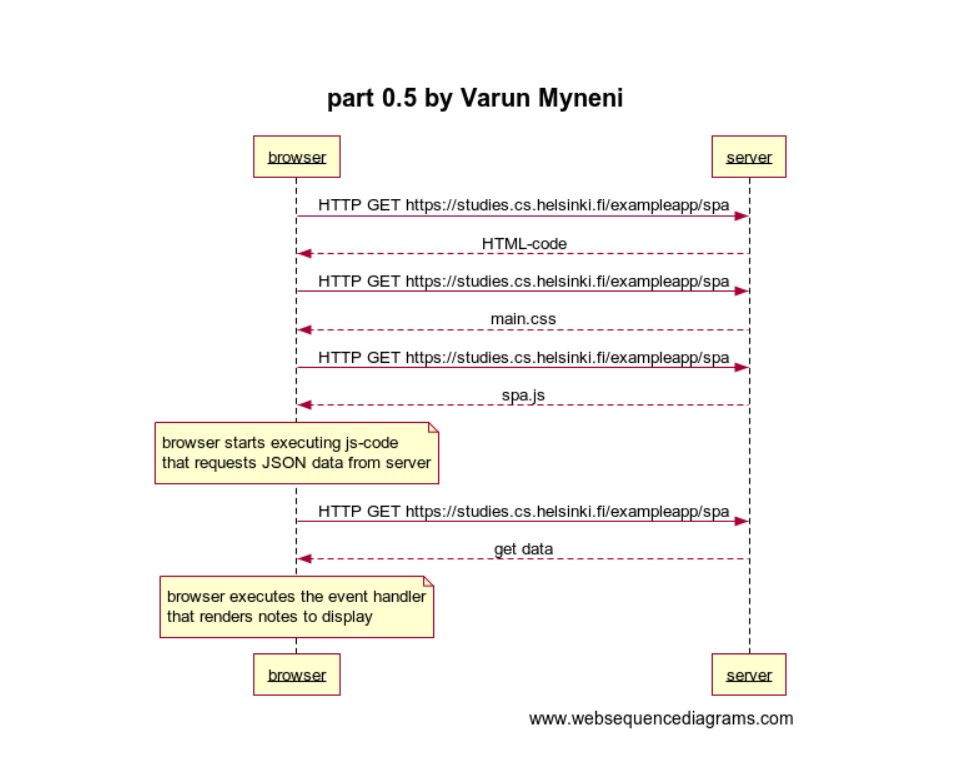 part 0.5 by Varun Myneni
browser
server
HTTP GET https://studies.cs.helsinki.fi/exampleapp/spa
HTML-code
HTTP GET https://studies.cs.helsinki.fi/exampleapp/spa
main.css
HTTP GET https://studies.cs.helsinki.fi/exampleapp/spa
spa.js
browser starts executing js-code
that requests JSON data from server
HTTP GET https://studies.cs.helsinki.fi/exampleapp/spa
get data
browser executes the event handler
that renders notes to display
browser
server
www.websequencediagrams.com